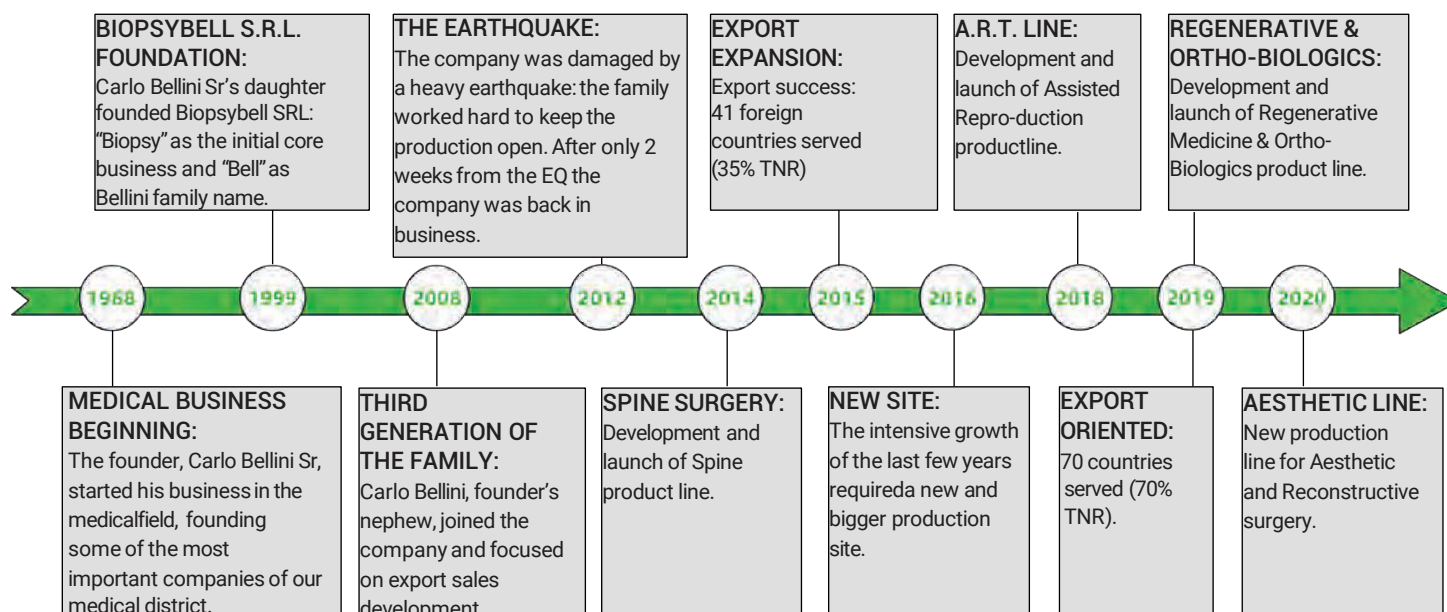 BIOPSYBELL S.R.L.
FOUNDATION:
Carlo Bellini Sr’s daughter
founded Biopsybell SRL:
“Biopsy” as the initial core
business and “Bell” as
Bellini family name.
THE EARTHQUAKE:
The company was damaged by
a heavy earthquake: the family
worked hard to keep the
production open. After only 2
weeks from the EQ the
company was back in
business.
EXPORT
EXPANSION:
Export success:
41 foreign
countries served
(35% TNR)
A.R.T. LINE:
Development and
launch of Assisted
Repro-duction
productline.
REGENERATIVE &
ORTHO-BIOLOGICS:
Development and
launch of Regenerative
Medicine & Ortho-
Biologics product line.
1968
1999
2008
2012
2014
2015
2016
2018
2019
2020
MEDICAL BUSINESS
BEGINNING:
The founder, Carlo Bellini Sr,
started his business in the
medicalfield, founding
some of the most
important companies of our
medical district.
THIRD
GENERATION OF
THE FAMILY:
Carlo Bellini, founder’s
nephew, joined the
company and focused
on export sales
development
SPINE SURGERY:
Development and
launch of Spine
product line.
NEW SITE:
The intensive growth
of the last few years
requireda new and
bigger production
site.
EXPORT
ORIENTED:
70 countries
served (70%
TNR).
AESTHETIC LINE:
New production
line for Aesthetic
and Reconstructive
surgery.